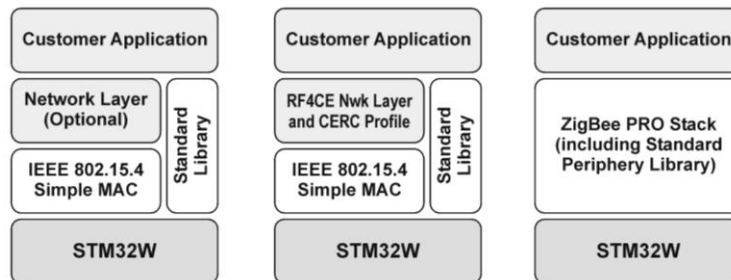 Customer Application
Network Layer
(Optional)
IEEE 802.15.4
Simple MAC
Standard
Library
STM32W
Customer Application
RF4CE Nwk Layer
and CERC Profile
IEEE 802.15.4
Simple MAC
Standard
Library
STM32W
Customer Application
ZigBee PRO Stack
(including Standard
Periphery Library)
STM32W